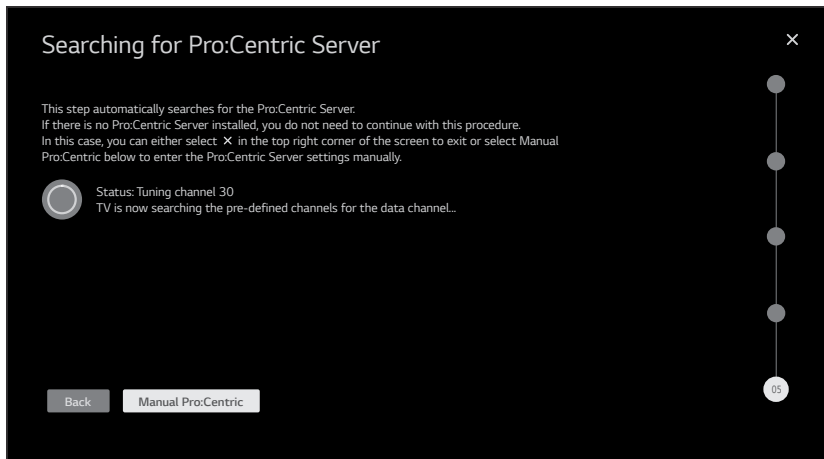 Searching for Pro:Centric Server
This step automatically searches for the Pro:Centric Server.
If there is no Pro:Centric Server installed, you do not need to continue with this procedure.
In this case, you can either select ✕ in the top right corner of the screen to exit or select Manual
Pro:Centric below to enter the Pro:Centric Server settings manually.
Status: Tuning channel 30
TV is now searching the pre-defined channels for the data channel...
Back
Manual Pro:Centric
05